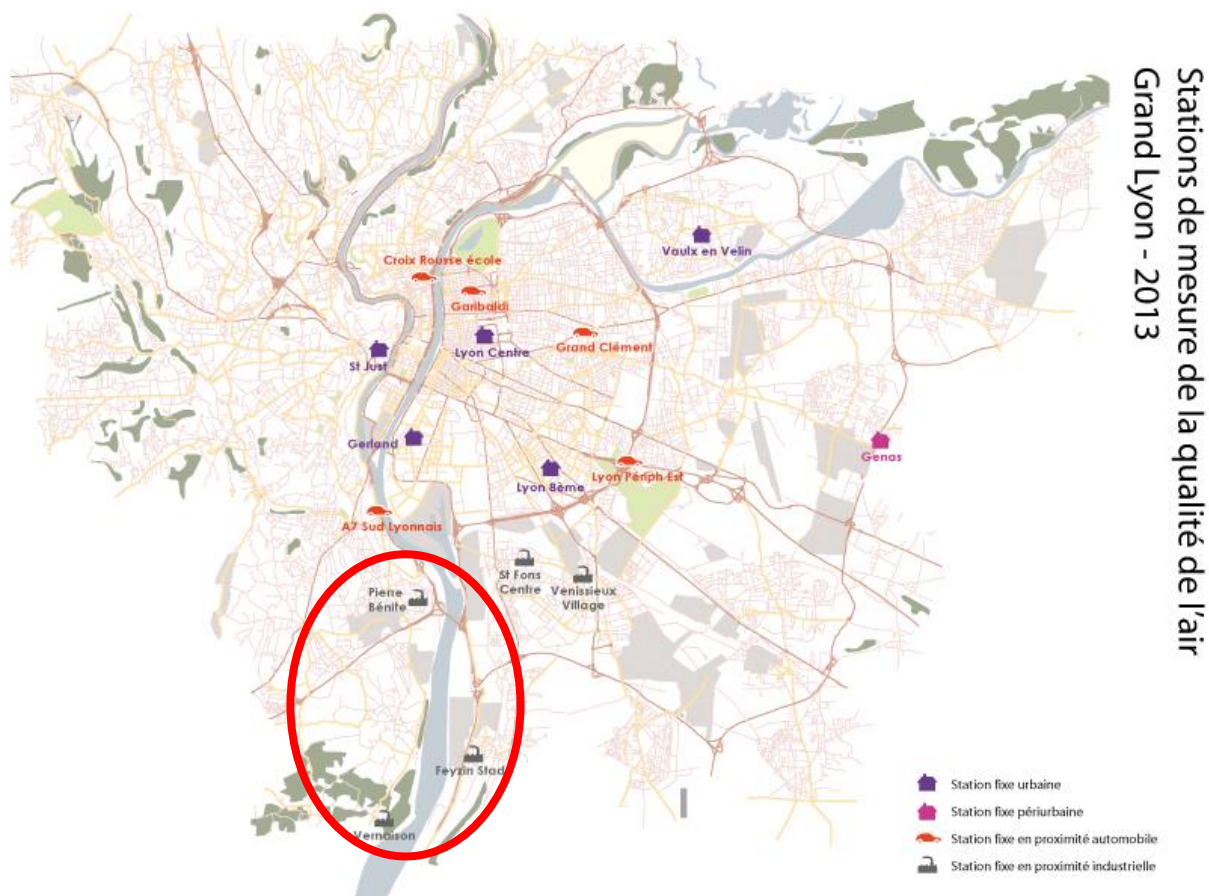 Stations de mesure de la qualité de l'air
Grand Lyon - 2013
Vaulx en Velin
Croix Rousse école
Garibaldi
Lyon Centre
Grand Clément
St Just
Gerland
Genas
Lyon 8ème
Lyon Périph Est
A7 Sud Lyonnais
St Fons
Centre
Venissieux
Village
Pierre
Bénite
Feyzin Stad
Vernaison
Station fixe urbaine
Station fixe périurbaine
Station fixe en proximité automobile
Station fixe en proximité industrielle